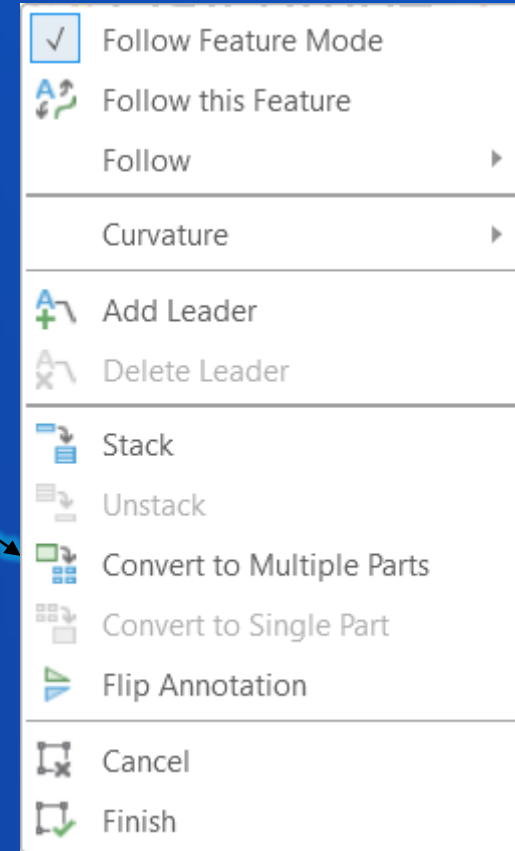 Follow Feature Mode
Follow this Feature
Follow
Curvature
Add Leader
Delete Leader
Stack
Unstack
Convert to Multiple Parts
Convert to Single Part
Flip Annotation
Cancel
Finish